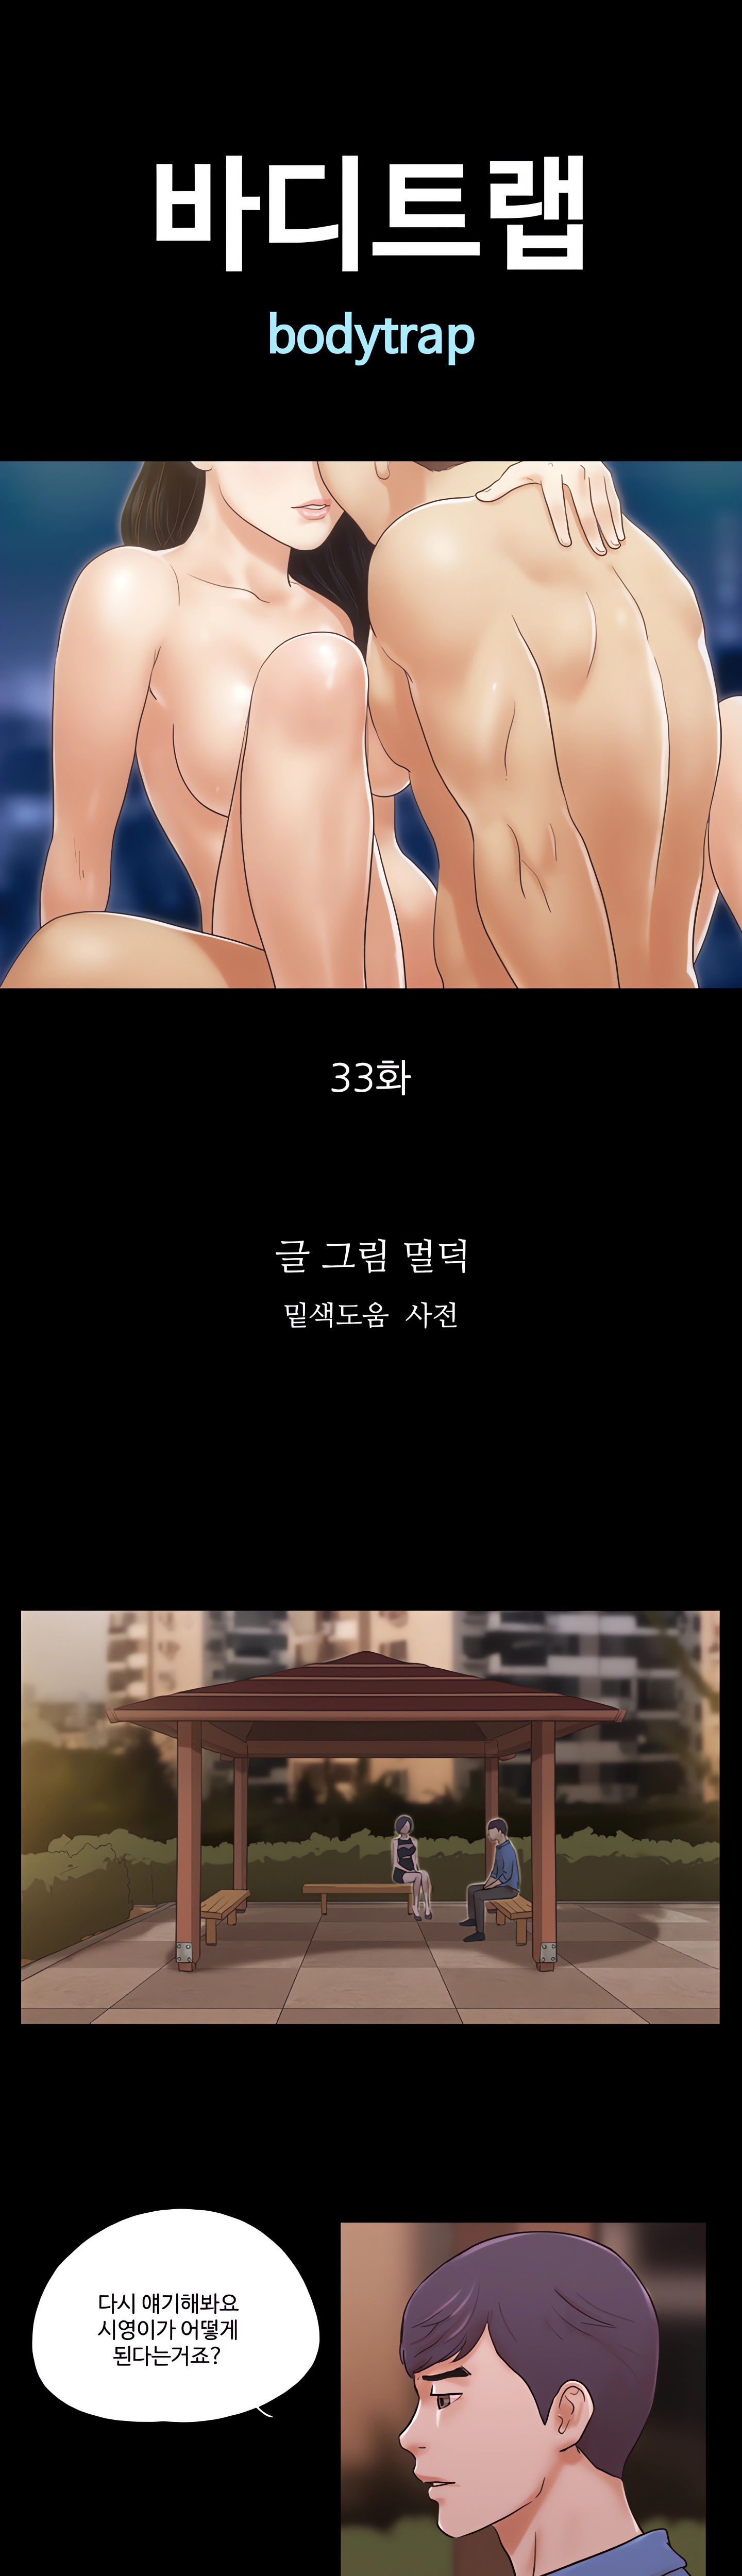 바디트랩
bodytrap
33화
글 그림 멀덕
밑색도움 사전
다시 얘기해봐요
시영이가 어떻게
된다는거죠?